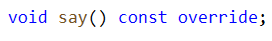 void say() const override;